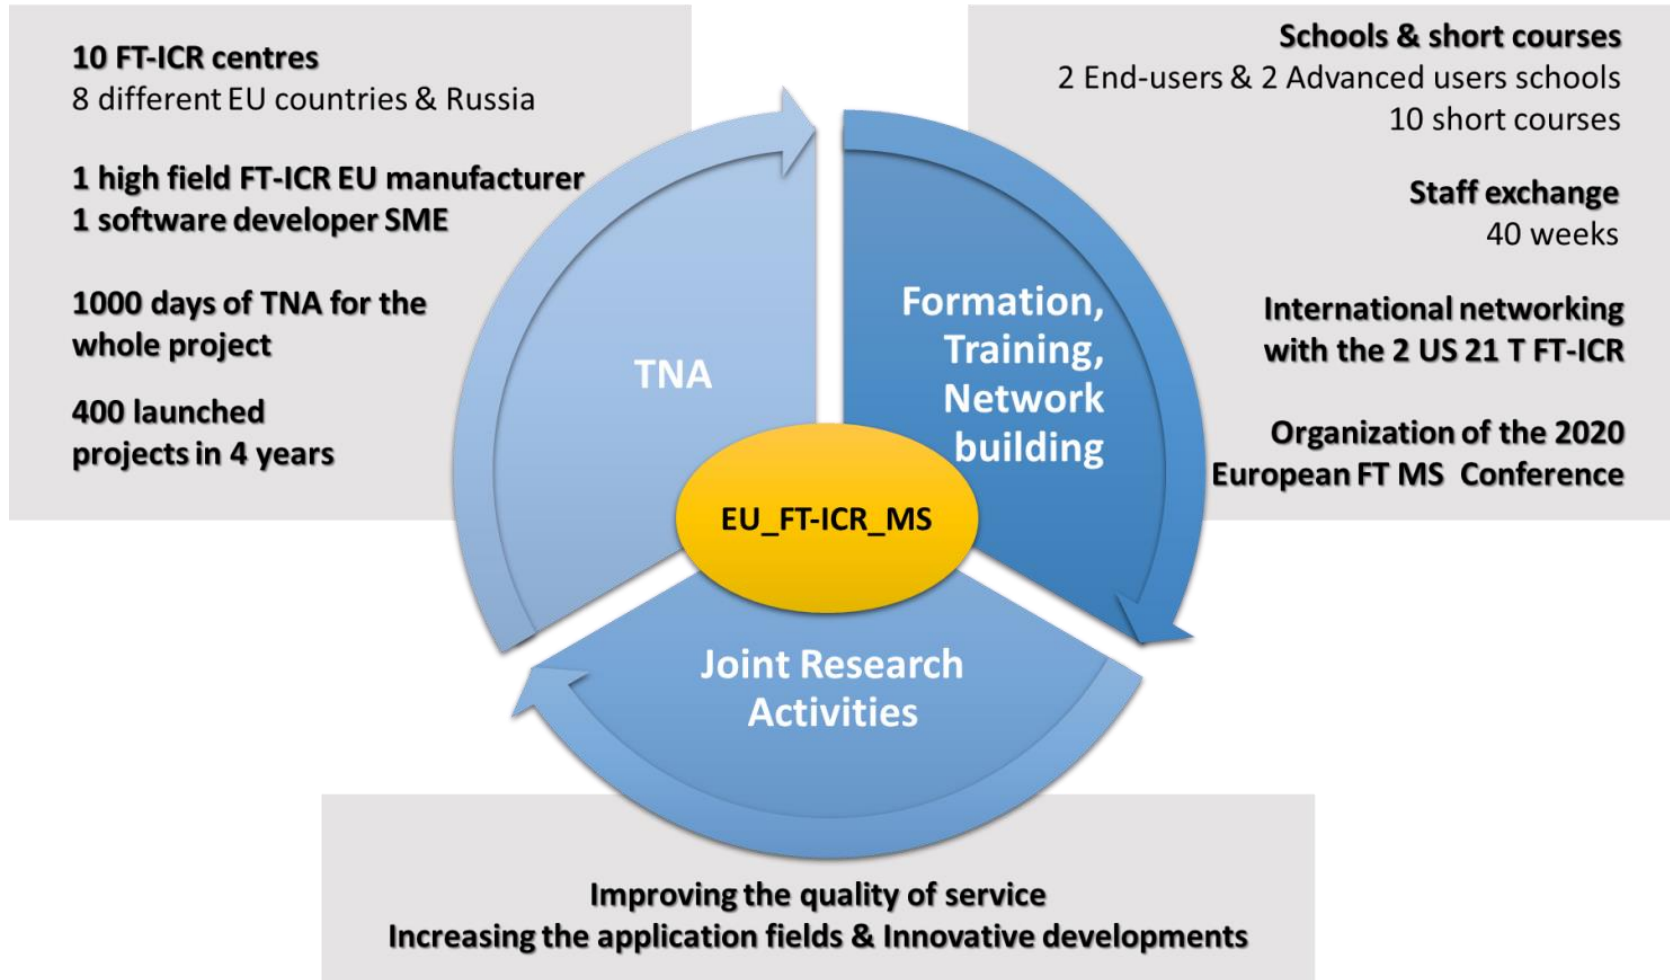 10 FT-ICR centres
8 different EU countries & Russia
1 high field FT-ICR EU manufacturer
1 software developer SME
1000 days of TNA for the
whole project
400 launched
projects in 4 years
Schools & short courses
2 End-users & 2 Advanced users schools
10 short courses
Staff exchange
40 weeks
International networking
with the 2 US 21 T FT-ICR
Organization of the 2020
European FT MS Conference
TNA
Formation,
Training,
Network
building
EU_FT-ICR_MS
Joint Research
Activities
Improving the quality of service
Increasing the application fields & Innovative developments